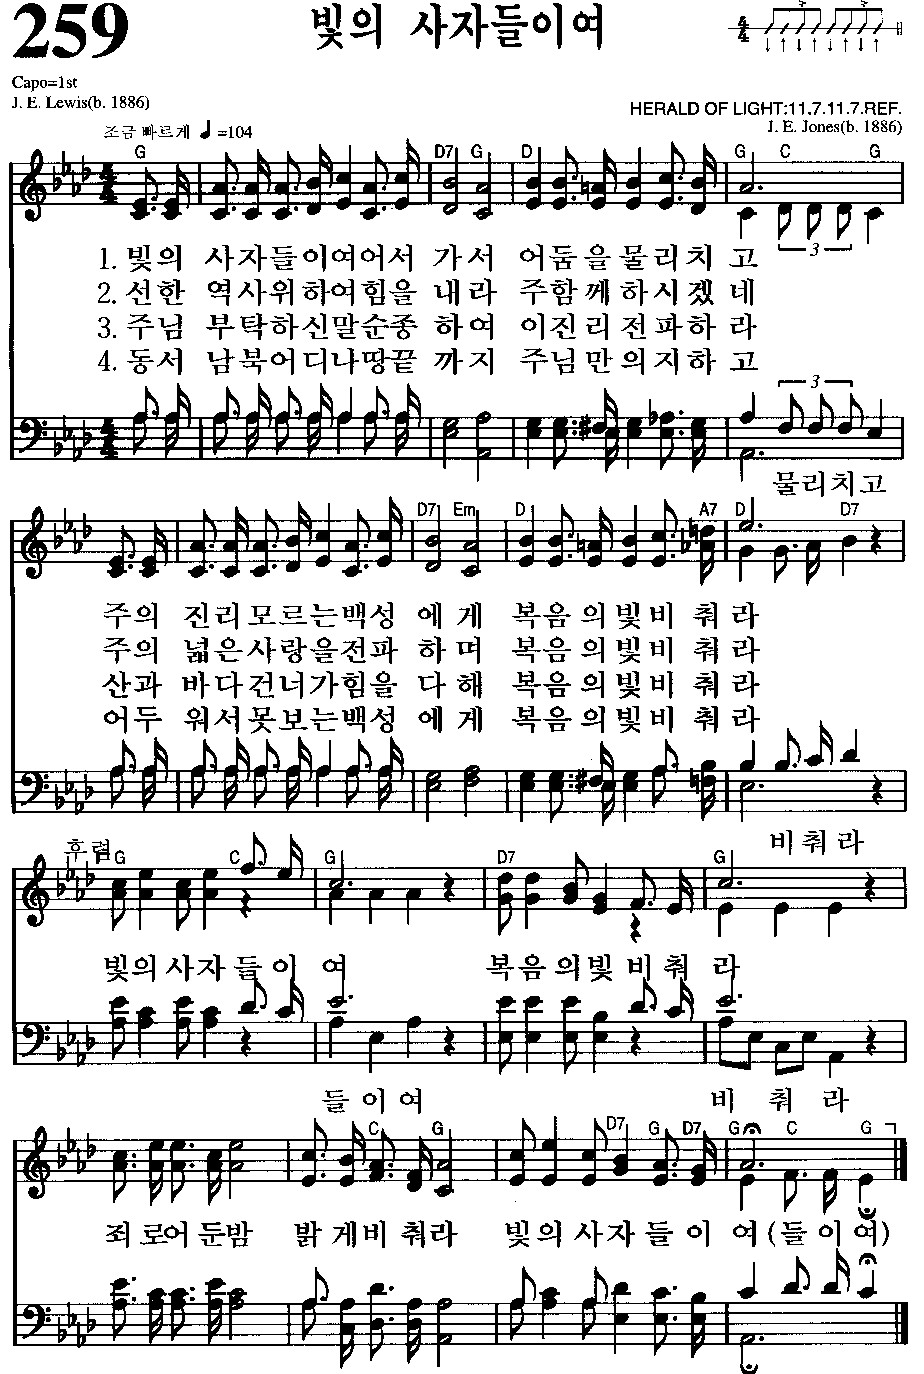 259 빛의 사자들이여 4/4
Capo=1st
J. E. Lewis(b. 1886)
HERALD OF LIGHT:11.7.11.7.REF.
J. E. Jones(b. 1886)
조금 빠르게 ♩=104
G D7 G D G C G
3
1. 빛의 사자들이여어서 가서 어둠을물리치고
2. 선한 역사위하여힘을 내라 주함께하시겠네
3. 주님 부탁하신말순종 하여 이진리전파하라
4. 동서 남북어디나땅끝 까지 주님만의지하고
3
물리치고
D7 Em D A7 D D7
주의 진리모르는백성 에게 복음의빛비춰라
주의 넓은사랑을전파 하며 복음의빛비춰라
산과 바다건너가힘을 다해 복음의빛비춰라
어두 워서못보는백성 에게 복음의빛비춰라
비춰라
후렴 G C G D7 G
빛의사자들이여 복음의빛비춰라
들이여 비춰라
C G D7 G D7 G C G
죄로어둔밤 밝게비춰라 빛의사자들이여(들이여)